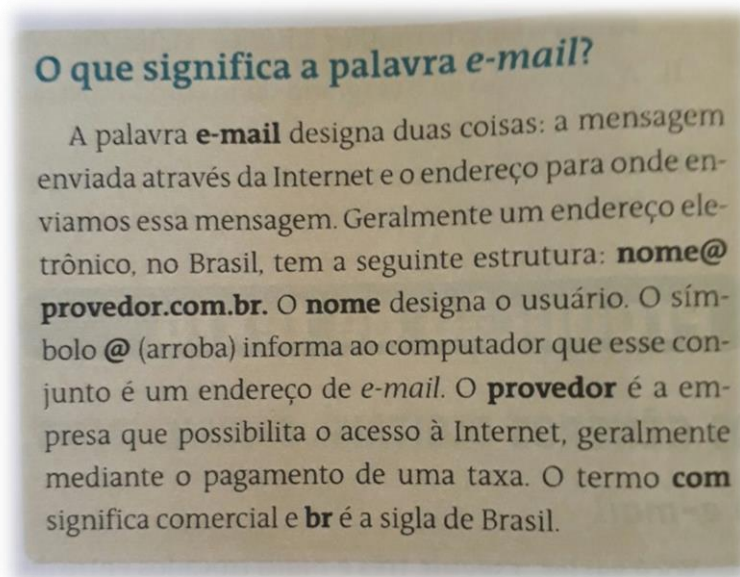 O que significa a palavra e-mail?
A palavra e-mail designa duas coisas: a mensagem
enviada através da Internet e o endereço para onde en-
viamos essa mensagem. Geralmente um endereço ele-
trônico, no Brasil, tem a seguinte estrutura: nome@
provedor.com.br. O nome designa o usuário. O sím-
bolo @ (arroba) informa ao computador que esse con-
junto é um endereço de e-mail. O provedor é a em-
presa que possibilita o acesso à Internet, geralmente
mediante o pagamento de uma taxa. O termo com
significa comercial e br é a sigla de Brasil.